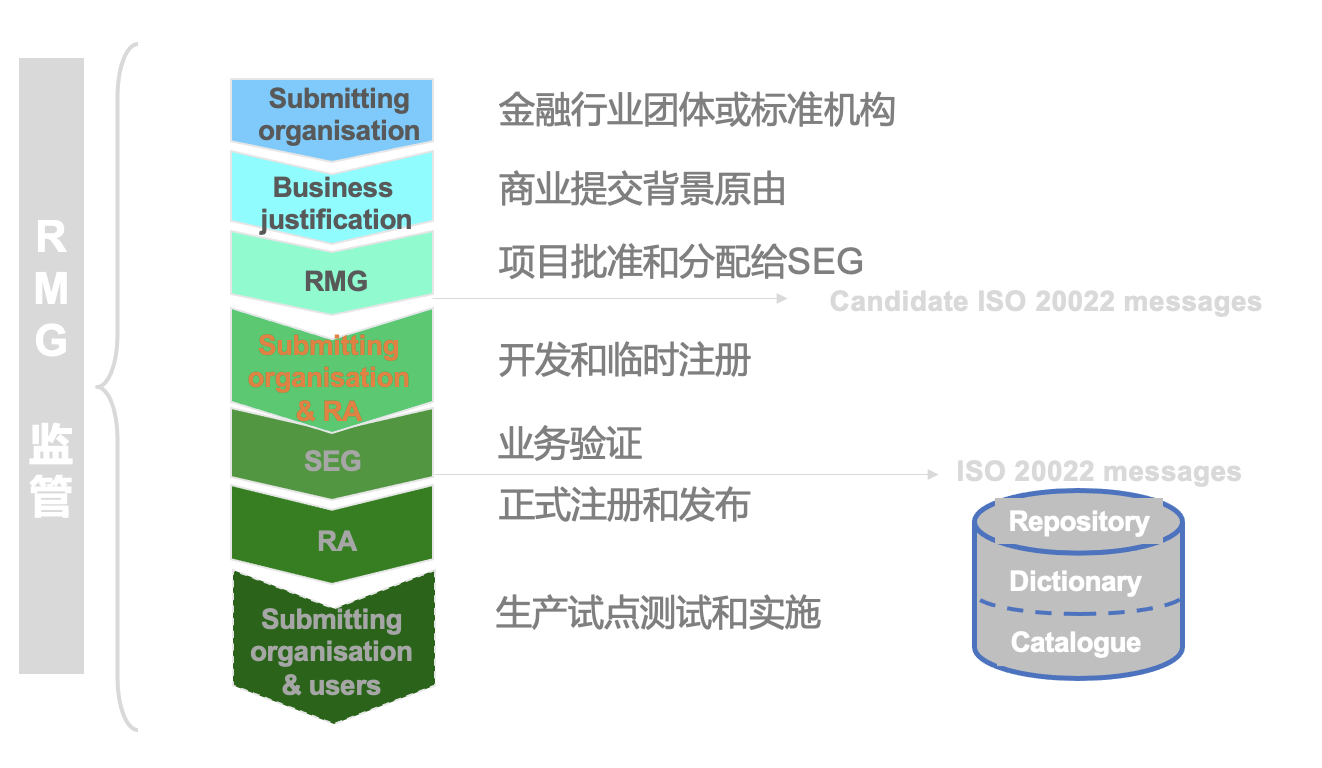 RMG 监管
Submitting
organisation
金融行业团体或标准机构
Business
justification
商业提交背景原由
RMG
项目批准和分配给SEG
Candidate ISO 20022 messages
Submitting
organisation
& RA
开发和临时注册
SEG
业务验证
ISO 20022 messages
RA
正式注册和发布
Repository
Dictionary
Catalogue
Submitting
organisation
& users
生产试点测试和实施